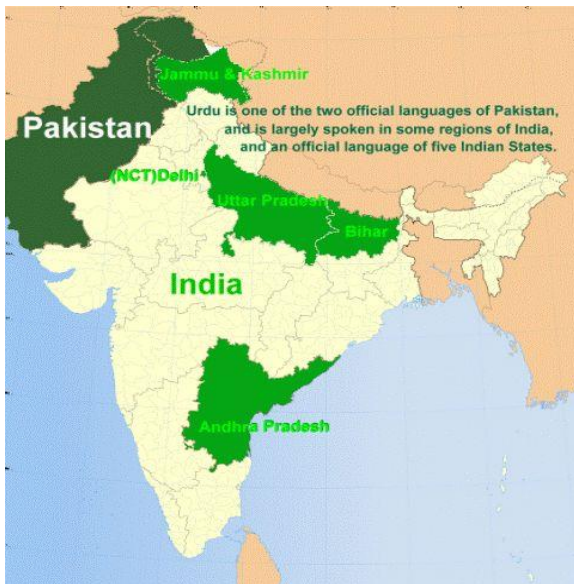 Jammu & Kashmir
Urdu is one of the two official languages of Pakistan,
and is largely spoken in some regions of India,
and an official language of five Indian States.
Pakistan
(NCT)Delhi
Uttar Pradesh
Bihar
India
Andhra Pradesh